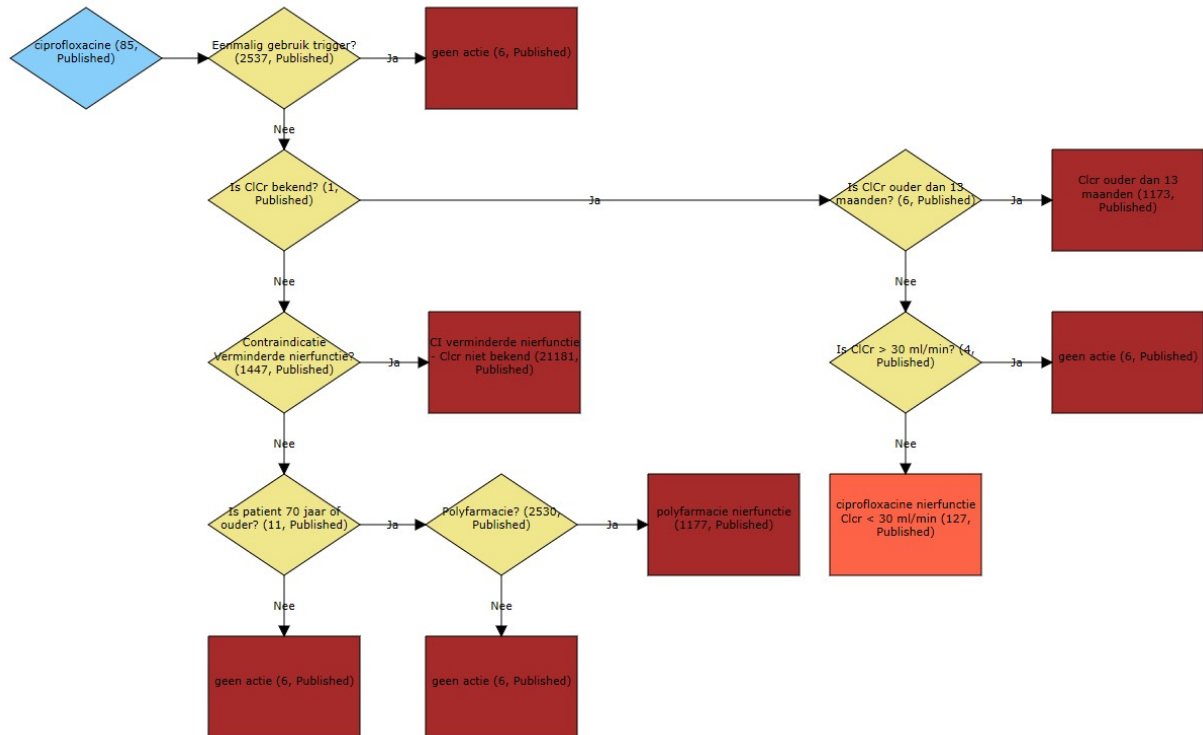 ciprofloxacine (85,
Published)
Eenmalig gebruik trigger?
(2537, Published)
Ja
geen actie (6, Published)
Nee
Is ClCr bekend? (1,
Published)
Ja
Is ClCr ouder dan 13
maanden? (6, Published)
Ja
Clcr ouder dan 13
maanden (1173,
Published)
Nee
Nee
Contraindicatie
Verminderde nierfunctie?
(1447, Published)
Ja
CI verminderde nierfunctie
- Clcr niet bekend (21181,
Published)
Is ClCr > 30 ml/min? (4,
Published)
Ja
geen actie (6, Published)
Nee
Nee
Is patient 70 jaar of
ouder? (11, Published)
Ja
Polyfarmacie? (2530,
Published)
Ja
polyfarmacie nierfunctie
(1177, Published)
ciprofloxacine nierfunctie
Clcr < 30 ml/min (127,
Published)
Nee
Nee
geen actie (6, Published)
geen actie (6, Published)